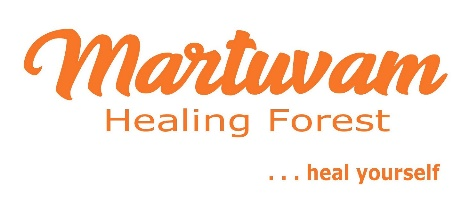 Martuvam
Healing Forest
. . . heal yourself